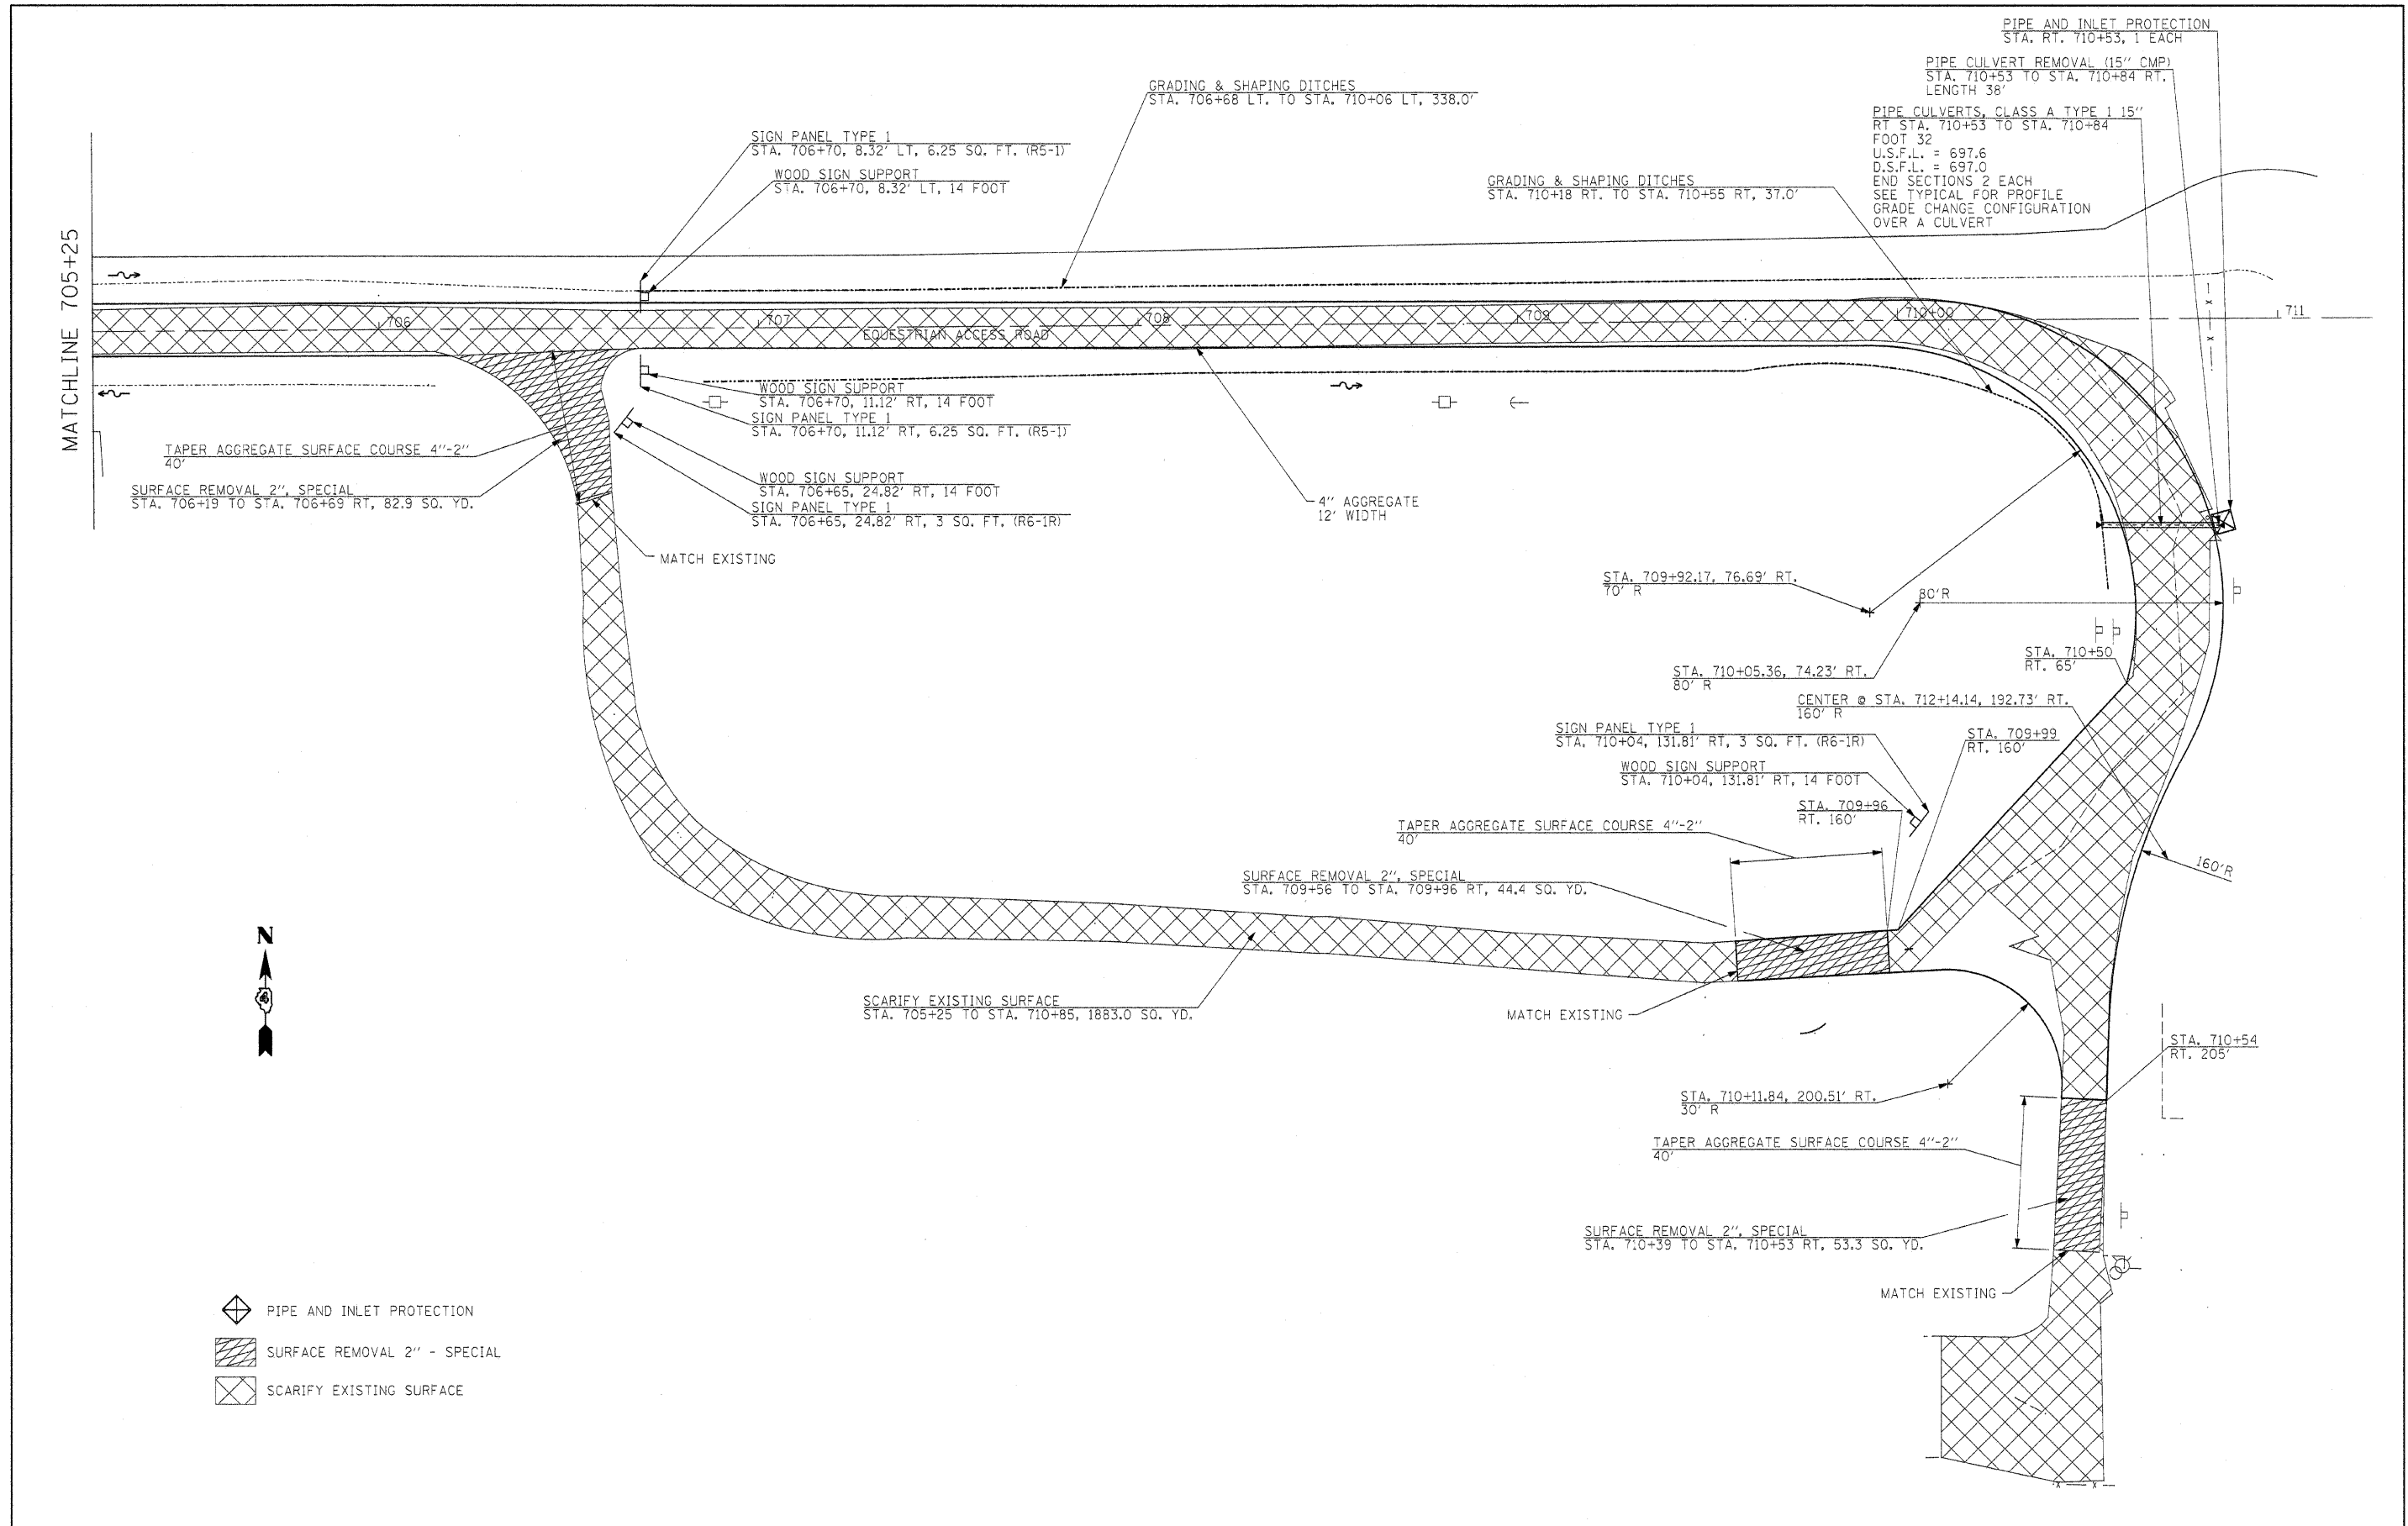 PIPE AND INLET PROTECTION
STA. RT. 710+53, 1 EACH
PIPE CULVERT REMOVAL (15" CMP)
STA. 710+53 TO STA. 710+84 RT.
LENGTH 38'
GRADING & SHAPING DITCHES
STA. 706+68 LT. TO STA. 710+06 LT, 338.0'
PIPE CULVERTS, CLASS A TYPE 1 15"
RT STA. 710+53 TO STA. 710+84
FOOT 32
U.S.F.L. = 697.6
D.S.F.L. = 697.0
END SECTIONS 2 EACH
SEE TYPICAL FOR PROFILE
GRADE CHANGE CONFIGURATION
OVER A CULVERT
SIGN PANEL TYPE 1
STA. 706+70, 8.32' LT, 6.25 SQ. FT. (R5-1)
WOOD SIGN SUPPORT
STA. 706+70, 8.32' LT, 14 FOOT
GRADING & SHAPING DITCHES
STA. 710+18 RT. TO STA. 710+55 RT, 37.0'
MATCHLINE 705+25
706
707
708
709
710+00
711
EQUESTRIAN ACCESS ROAD
WOOD SIGN SUPPORT
STA. 706+70, 11.12' RT, 14 FOOT
SIGN PANEL TYPE 1
STA. 706+70, 11.12' RT, 6.25 SQ. FT. (R5-1)
TAPER AGGREGATE SURFACE COURSE 4"-2"
40'
SURFACE REMOVAL 2", SPECIAL
STA. 706+19 TO STA. 706+69 RT, 82.9 SQ. YD.
WOOD SIGN SUPPORT
STA. 706+65, 24.82' RT, 14 FOOT
SIGN PANEL TYPE 1
STA. 706+65, 24.82' RT, 3 SQ. FT. (R6-1R)
4" AGGREGATE
12' WIDTH
MATCH EXISTING
STA. 709+92.17, 76.69' RT.
70' R
80'R
STA. 710+05.36, 74.23' RT.
80' R
STA. 710+50
RT. 65'
CENTER @ STA. 712+14.14, 192.73' RT.
160' R
SIGN PANEL TYPE 1
STA. 710+04, 131.81' RT, 3 SQ. FT. (R6-1R)
STA. 709+99
RT. 160'
WOOD SIGN SUPPORT
STA. 710+04, 131.81' RT, 14 FOOT
STA. 709+96
RT. 160'
TAPER AGGREGATE SURFACE COURSE 4"-2"
40'
160'R
SURFACE REMOVAL 2", SPECIAL
STA. 709+56 TO STA. 709+96 RT, 44.4 SQ. YD.
N
SCARIFY EXISTING SURFACE
STA. 705+25 TO STA. 710+85, 1883.0 SQ. YD.
MATCH EXISTING
STA. 710+54
RT. 205'
STA. 710+11.84, 200.51' RT.
30' R
TAPER AGGREGATE SURFACE COURSE 4"-2"
40'
SURFACE REMOVAL 2", SPECIAL
STA. 710+39 TO STA. 710+53 RT, 53.3 SQ. YD.
MATCH EXISTING
PIPE AND INLET PROTECTION
SURFACE REMOVAL 2" - SPECIAL
SCARIFY EXISTING SURFACE